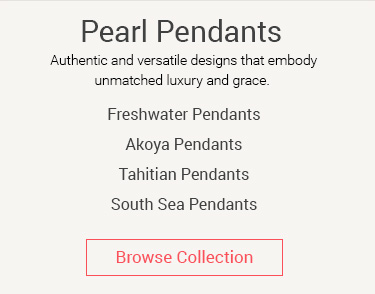 Pearl Pendants
Authentic and versatile designs that embody
unmatched luxury and grace.
Freshwater Pendants
Akoya Pendants
Tahitian Pendants
South Sea Pendants
Browse Collection